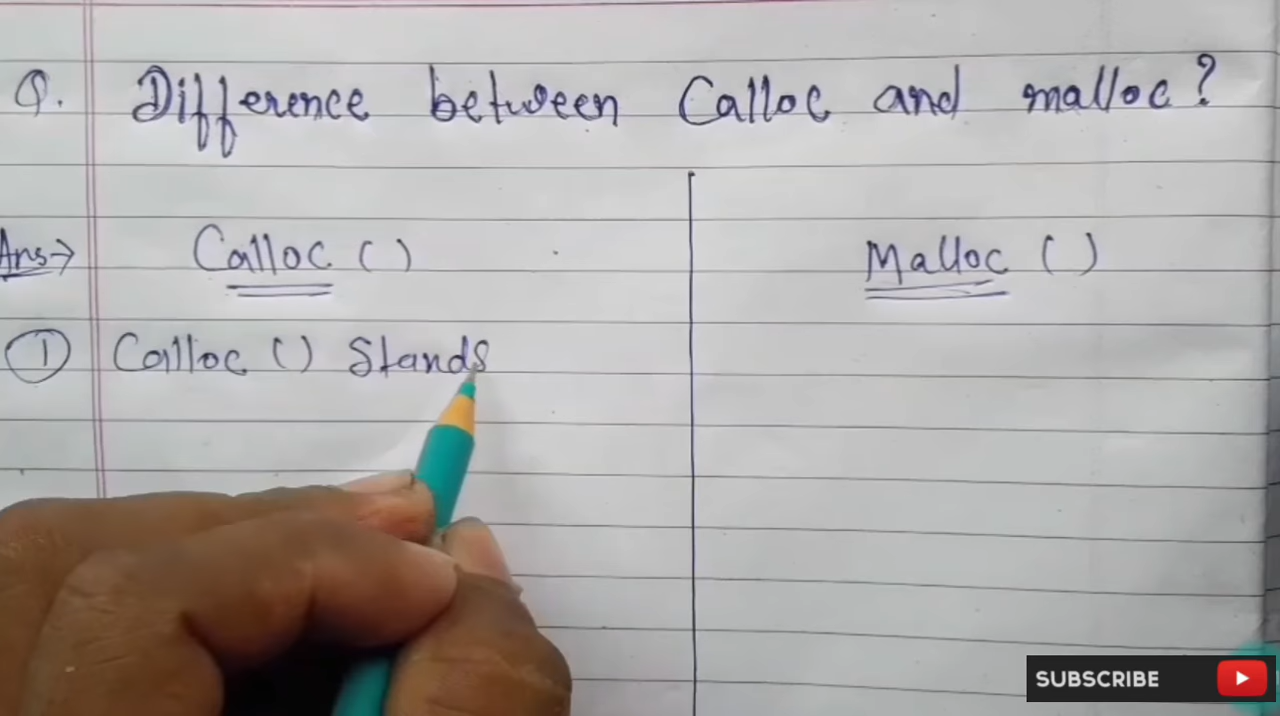 Q. Difference between Calloc and malloc?
Ans→ Calloc () Malloc ()
① Calloc () Stands
SUBSCRIBE